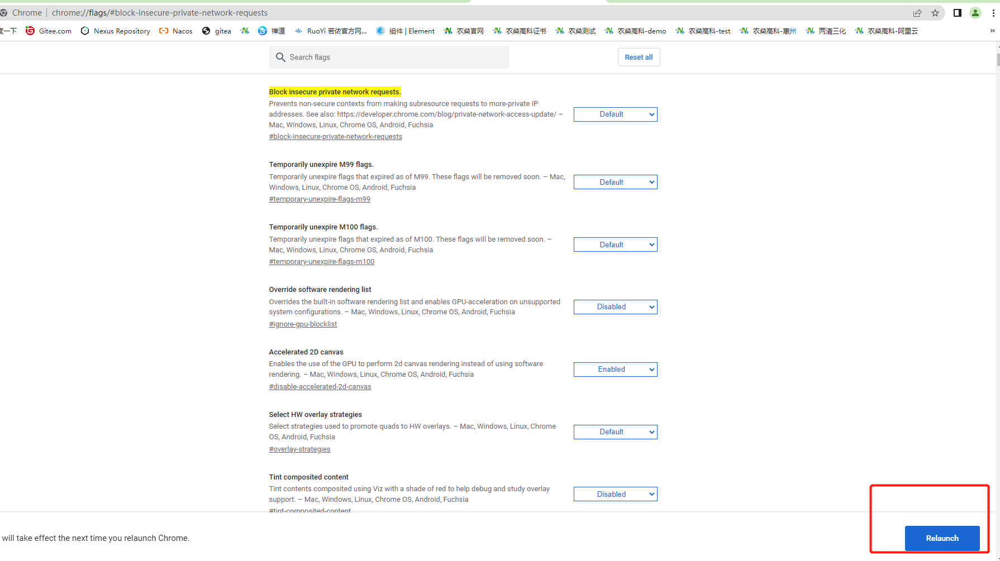 Chrome | chrome://flags/#block-insecure-private-network-requests
度一下 Gitee.com Nexus Repository Nacos gitea 禅道 RuoYi 若依官方网... 组件 | Element 农燊官网 农燊高科证书 农燊测试 农燊高科-demo 农燊高科-test 农燊高科-惠州 两清三化 农燊高科-阿里云 »
Search flags
Reset all
Block insecure private network requests.
Prevents non-secure contexts from making subresource requests to more-private IP
addresses. See also: https://developer.chrome.com/blog/private-network-access-update/ –
Mac, Windows, Linux, Chrome OS, Android, Fuchsia
#block-insecure-private-network-requests
Default
Temporarily unexpire M99 flags.
Temporarily unexpire flags that expired as of M99. These flags will be removed soon. – Mac,
Windows, Linux, Chrome OS, Android, Fuchsia
#temporary-unexpire-flags-m99
Default
Temporarily unexpire M100 flags.
Temporarily unexpire flags that expired as of M100. These flags will be removed soon. –
Mac, Windows, Linux, Chrome OS, Android, Fuchsia
#temporary-unexpire-flags-m100
Default
Override software rendering list
Overrides the built-in software rendering list and enables GPU-acceleration on unsupported
system configurations. – Mac, Windows, Linux, Chrome OS, Android, Fuchsia
#ignore-gpu-blocklist
Disabled
Accelerated 2D canvas
Enables the use of the GPU to perform 2d canvas rendering instead of using software
rendering. – Mac, Windows, Linux, Chrome OS, Android, Fuchsia
#disable-accelerated-2d-canvas
Enabled
Select HW overlay strategies
Select strategies used to promote quads to HW overlays. – Mac, Windows, Linux, Chrome
OS, Android, Fuchsia
#overlay-strategies
Default
Tint composited content
Tint contents composited using Viz with a shade of red to help debug and study overlay
support. – Mac, Windows, Linux, Chrome OS, Android, Fuchsia
#tint-composited-content
Disabled
will take effect the next time you relaunch Chrome.
Relaunch